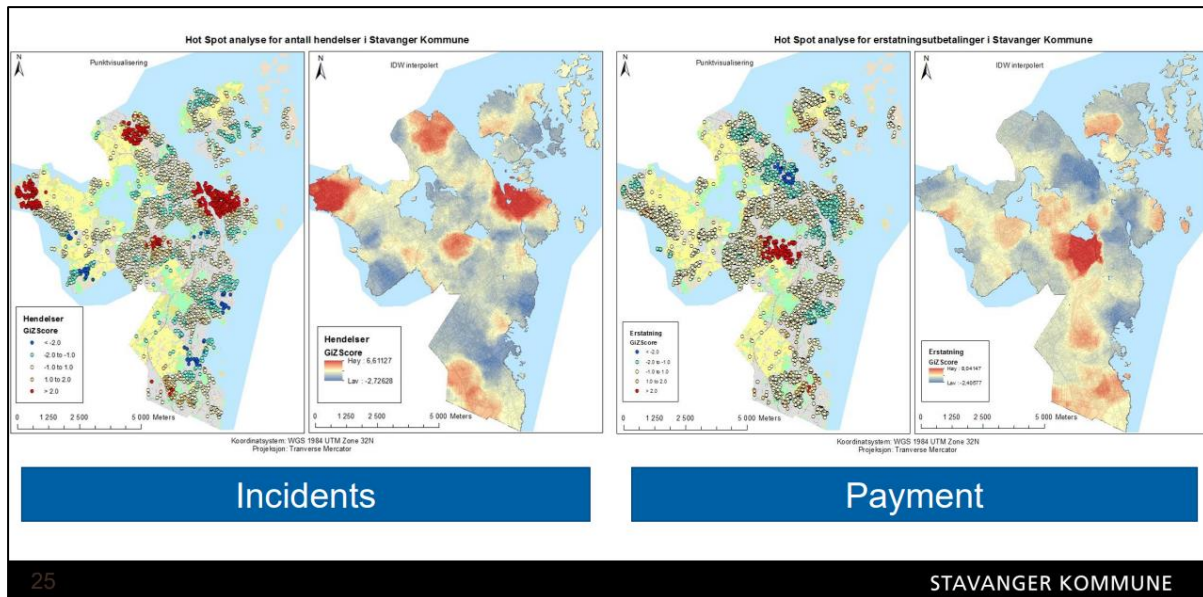 Hot Spot analyse for antall hendelser i Stavanger Kommune
N
Punktvisualisering
Hendelser
GiZScore
< -2.0
-2.0 to -1.0
-1.0 to 1.0
1.0 to 2.0
> 2.0
0 1 250 2 500 5 000 Meters
N
IDW interpolert
Hendelser
GiZScore
Høy : 6,61127
Lav : -2,72628
0 1 250 2 500 5 000 Meters
Koordinatsystem: WGS 1984 UTM Zone 32N
Projeksjon: Tranverse Mercator
Incidents
Hot Spot analyse for erstatningsutbetalinger i Stavanger Kommune
N
Punktvisualisering
Erstatning
GiZScore
< -2.0
-2.0 to -1.0
-1.0 to 1.0
1.0 to 2.0
> 2.0
0 1 250 2 500 5 000 Meters
N
IDW interpolert
Erstatning
GiZScore
0 1 250 2 500 5 000 Meters
Koordinatsystem: WGS 1984 UTM Zone 32N
Projeksjon: Tranverse Mercator
Payment
25
STAVANGER KOMMUNE